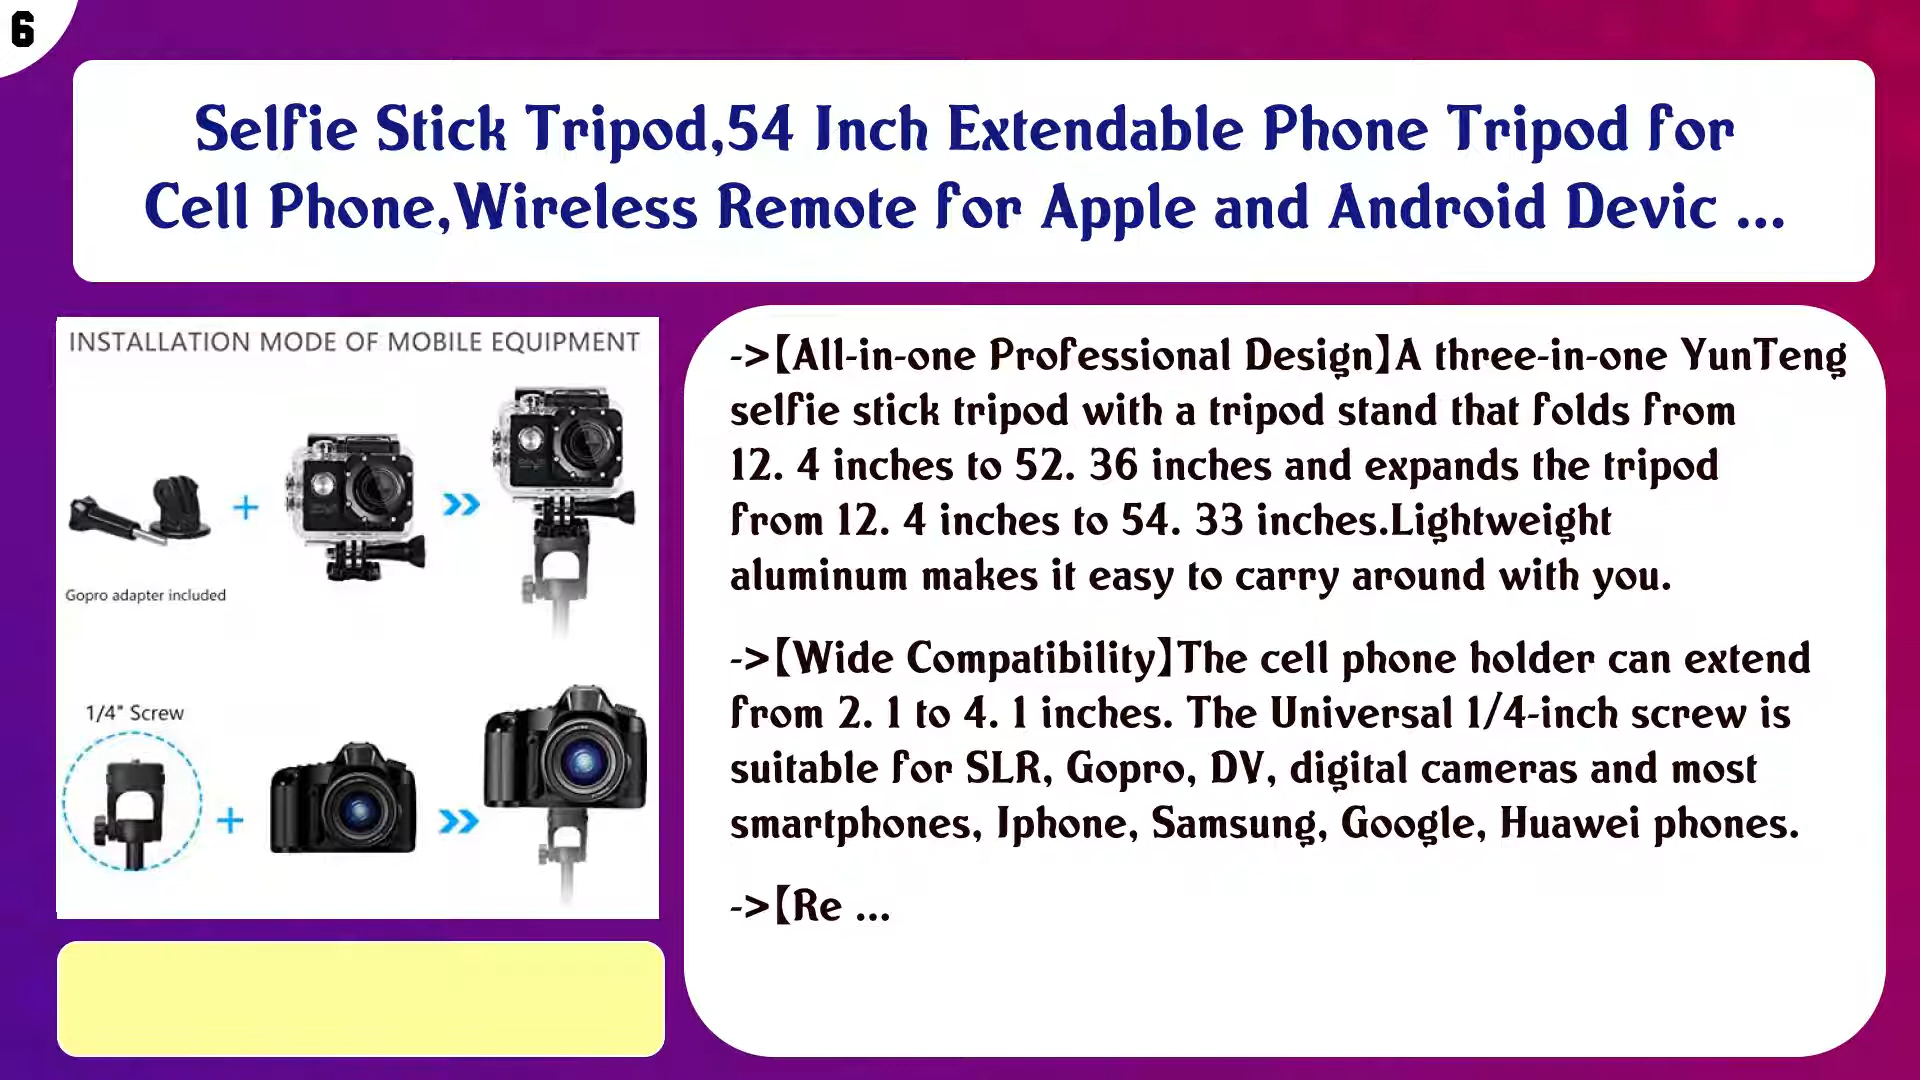 6
Selfie Stick Tripod,54 Inch Extendable Phone Tripod for
Cell Phone,Wireless Remote for Apple and Android Devic ...
INSTALLATION MODE OF MOBILE EQUIPMENT
Gopro adapter included
1/4" Screw
->【All-in-one Professional Design】A three-in-one YunTeng
selfie stick tripod with a tripod stand that folds from
12. 4 inches to 52. 36 inches and expands the tripod
from 12. 4 inches to 54. 33 inches.Lightweight
aluminum makes it easy to carry around with you.
->【Wide Compatibility】The cell phone holder can extend
from 2. 1 to 4. 1 inches. The Universal 1/4-inch screw is
suitable for SLR, Gopro, DV, digital cameras and most
smartphones, Iphone, Samsung, Google, Huawei phones.
->【Re ...